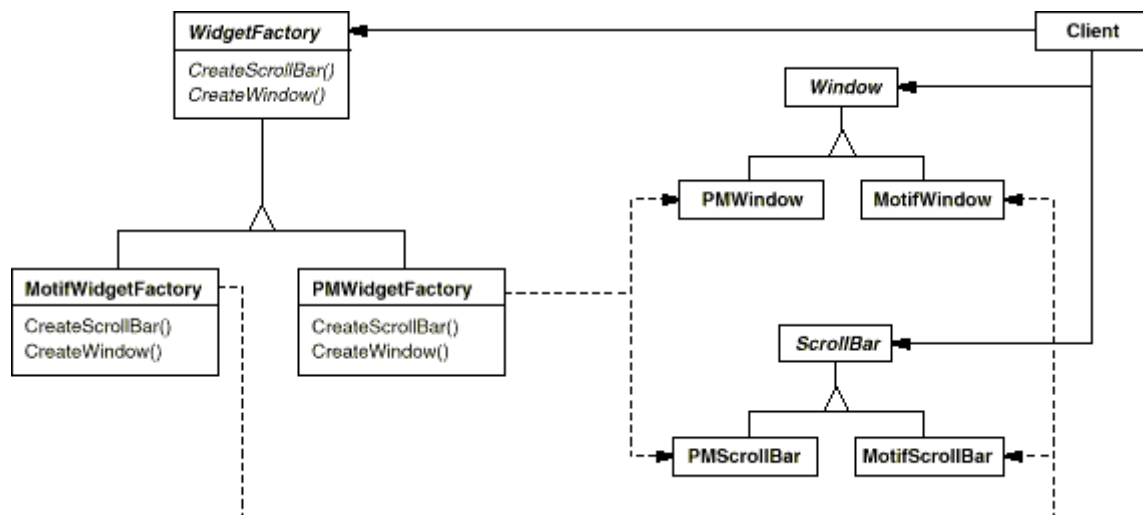 WidgetFactory
CreateScrollBar()
CreateWindow()
Client
Window
PMWindow
MotifWindow
MotifWidgetFactory
CreateScrollBar()
CreateWindow()
PMWidgetFactory
CreateScrollBar()
CreateWindow()
ScrollBar
PMScrollBar
MotifScrollBar